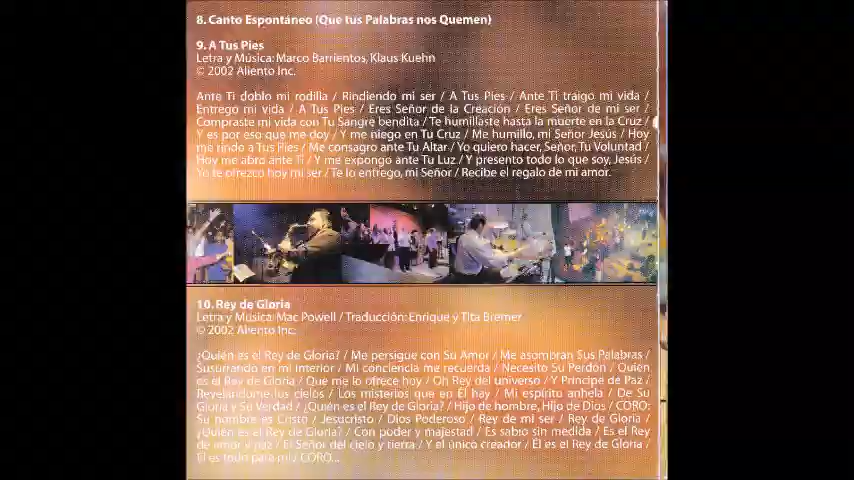 8. Canto Espontáneo (Que tus Palabras nos Quemen)
9. A Tus Pies
Letra y Música: Marco Barrientos, Klaus Kuehn
© 2002 Aliento Inc.
Ante Ti doblo mi rodilla / Rindiendo mi ser / A Tus Pies / Ante Ti traigo mi vida /
Entrego mi vida / A Tus Pies / Eres Señor de la Creación / Eres Señor de mi ser /
Compraste mi vida con Tu Sangre bendita / Te humillaste hasta la muerte en la Cruz /
Y es por eso que me doy / Y me niego en Tu Cruz / Me humillo, mi Señor Jesús / Hoy
me rindo a Tus Pies / Me consagro ante Tu Altar / Yo quiero hacer, Señor, Tu Voluntad /
Hoy me abro ante Ti / Y me expongo ante Tu Luz / Y presento todo lo que soy, Jesús /
Yo te ofrezco hoy mi ser / Te lo entrego, mi Señor / Recibe el regalo de mi amor.
10. Rey de Gloria
Letra y Música: Mac Powell / Traducción: Enrique y Tita Bremer
© 2002 Aliento Inc.
¿Quién es el Rey de Gloria? / Me persigue con Su Amor / Me asombran Sus Palabras /
Susurrando en mi interior / Mi conciencia me recuerda / Necesito Su Perdón / Quién
es el Rey de Gloria / Que me lo ofrece hoy / Oh Rey del universo / Y Príncipe de Paz /
Revelándome los cielos / Los misterios que en Él hay / Mi espíritu anhela / De Su
Gloria y Su Verdad / ¿Quién es el Rey de Gloria? / Hijo de hombre, Hijo de Dios / CORO:
Su nombre es Cristo / Jesucristo / Dios Poderoso / Rey de mi ser / Rey de Gloria /
¿Quién es el Rey de Gloria? / Con poder y majestad / Es sabio sin medida / Es el Rey
de amor y paz / El Señor del cielo y tierra / Y el único creador / Él es el Rey de Gloria /
Él es todo para mí / CORO...